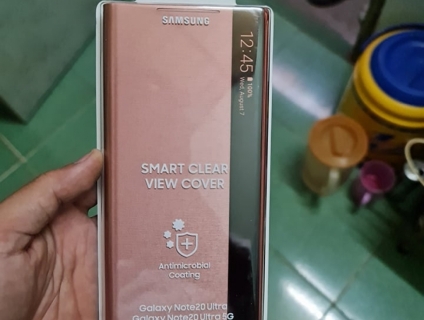 SAMSUNG
12:45
100%
Wed, August 7
SMART CLEAR
VIEW COVER
Antimicrobial
Coating
Galaxy Note20 Ultra
Galaxy Note20 Ultra 5G